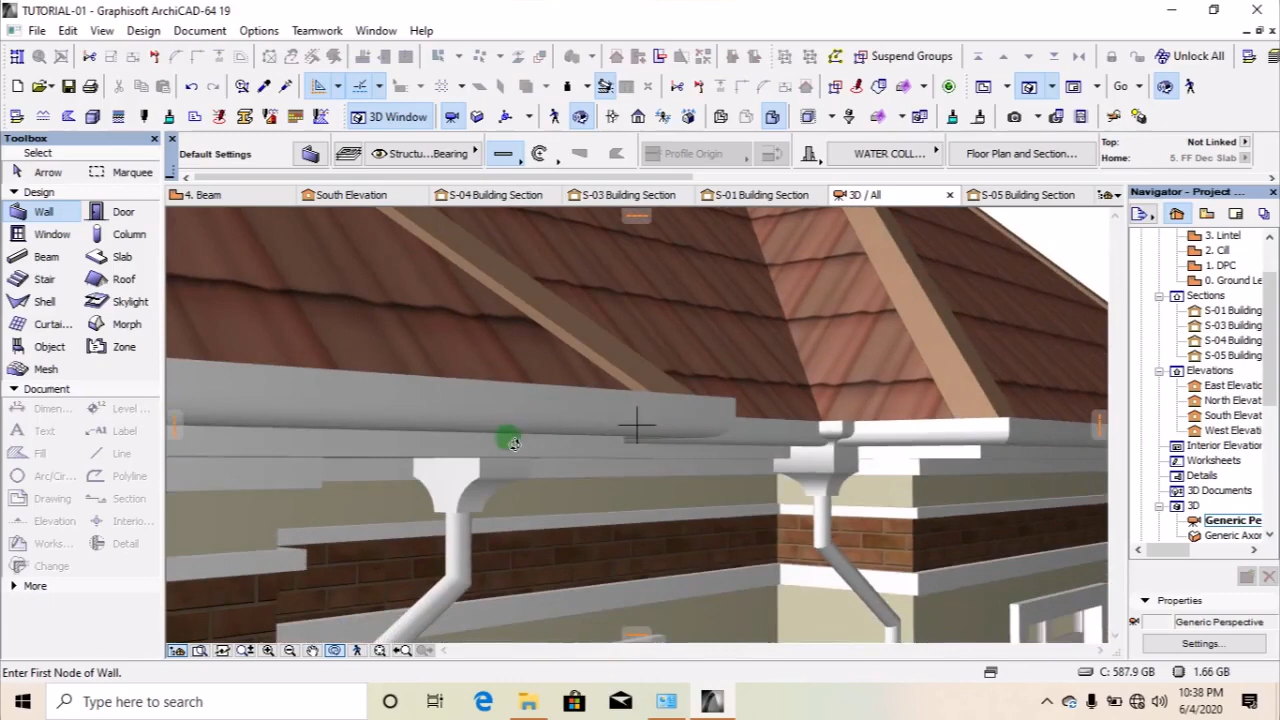 TUTORIAL-01 - Graphisoft ArchiCAD-64 19
File Edit View Design Document Options Teamwork Window Help
Suspend Groups
Unlock All
Go
3D Window
Toolbox
Select
Arrow Marquee
Design
Wall Door
Window Column
Beam Slab
Stair Roof
Shell Skylight
Curtai... Morph
Object Zone
Mesh
Document
Dimen... Level ...
Text Label
Fill Line
Arc/Cir... Polyline
Drawing Section
Elevation Interio...
Works... Detail
Change
More
Default Settings
Structu...Bearing
Profile Origin
WATER COLL...
Floor Plan and Section...
Top: Not Linked
Home: 5. FF Dec Slab
4. Beam
South Elevation
S-04 Building Section
S-03 Building Section
S-01 Building Section
3D / All
S-05 Building Section
Navigator - Project ...
3. Lintel
2. Cill
1. DPC
0. Ground Le
Sections
S-01 Building
S-03 Building
S-04 Building
S-05 Building
Elevations
East Elevatio
North Elevat
South Elevat
West Elevati
Interior Elevation
Worksheets
Details
3D Documents
3D
Generic Pe
Generic Axor
Properties
Generic Perspective
Settings...
Enter First Node of Wall.
C: 587.9 GB
1.66 GB
Type here to search
10:38 PM
6/4/2020